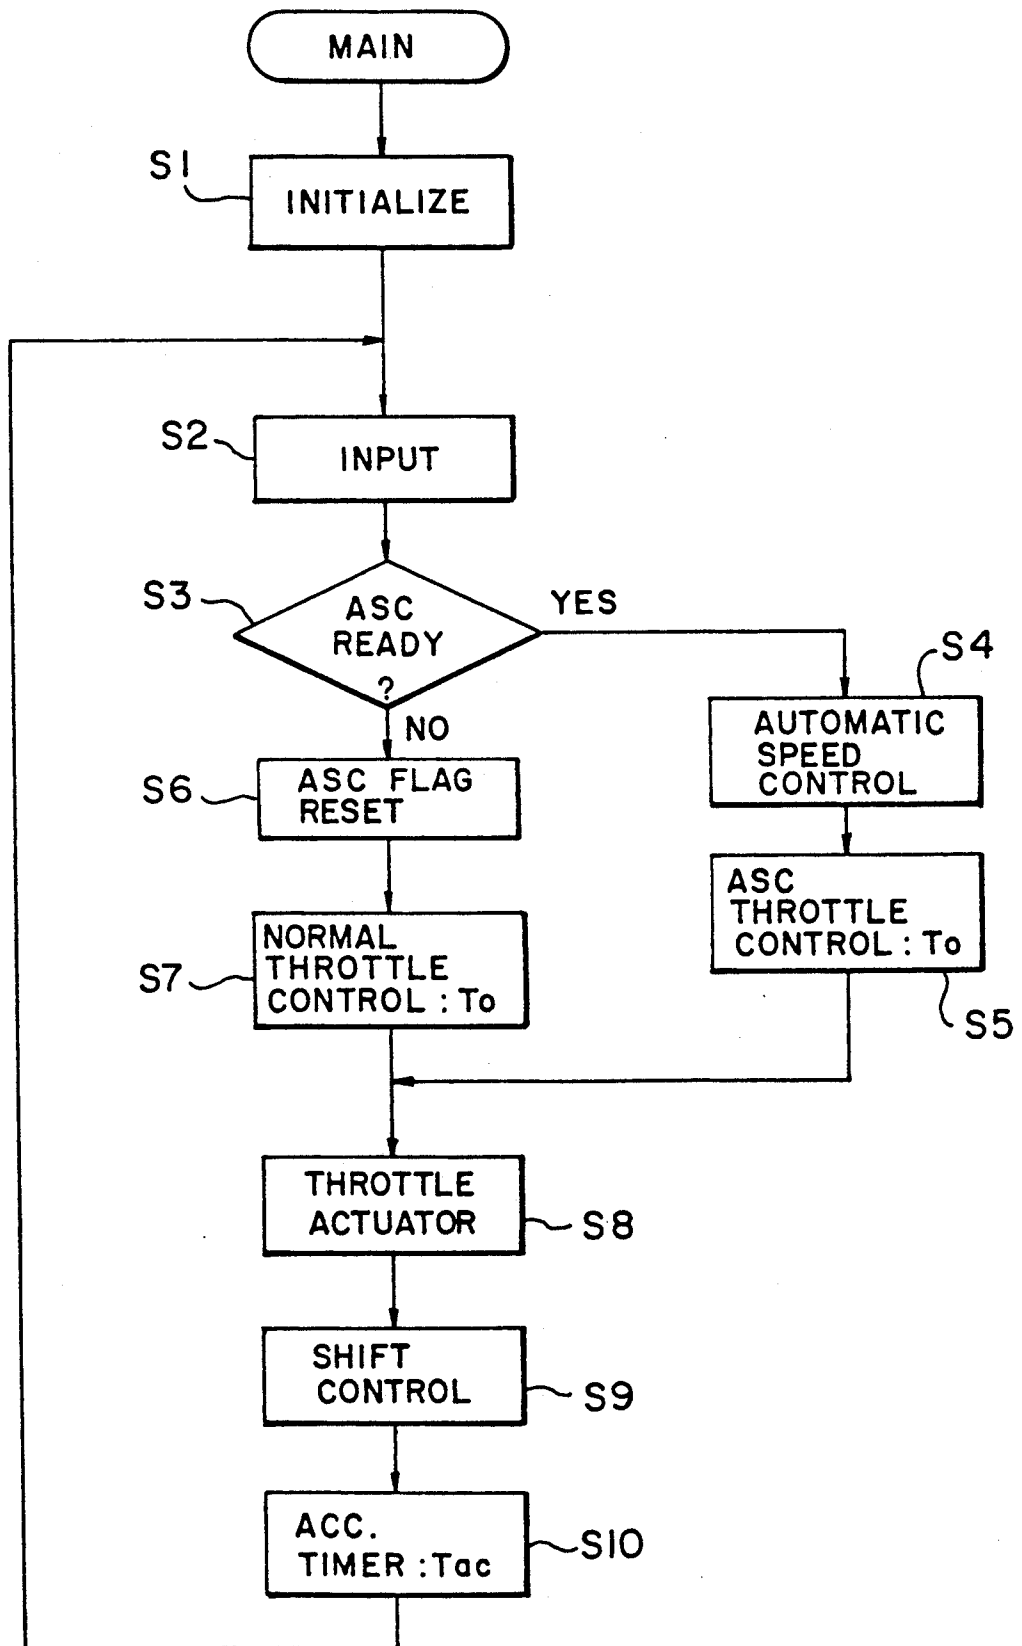 MAIN
S1
INITIALIZE
S2
INPUT
S3
ASC
READY
?
YES
NO
S4
AUTOMATIC
SPEED
CONTROL
S6
ASC FLAG
RESET
ASC
THROTTLE
CONTROL : To
S5
S7
NORMAL
THROTTLE
CONTROL : To
THROTTLE
ACTUATOR
S8
SHIFT
CONTROL
S9
ACC.
TIMER : Tac
S10